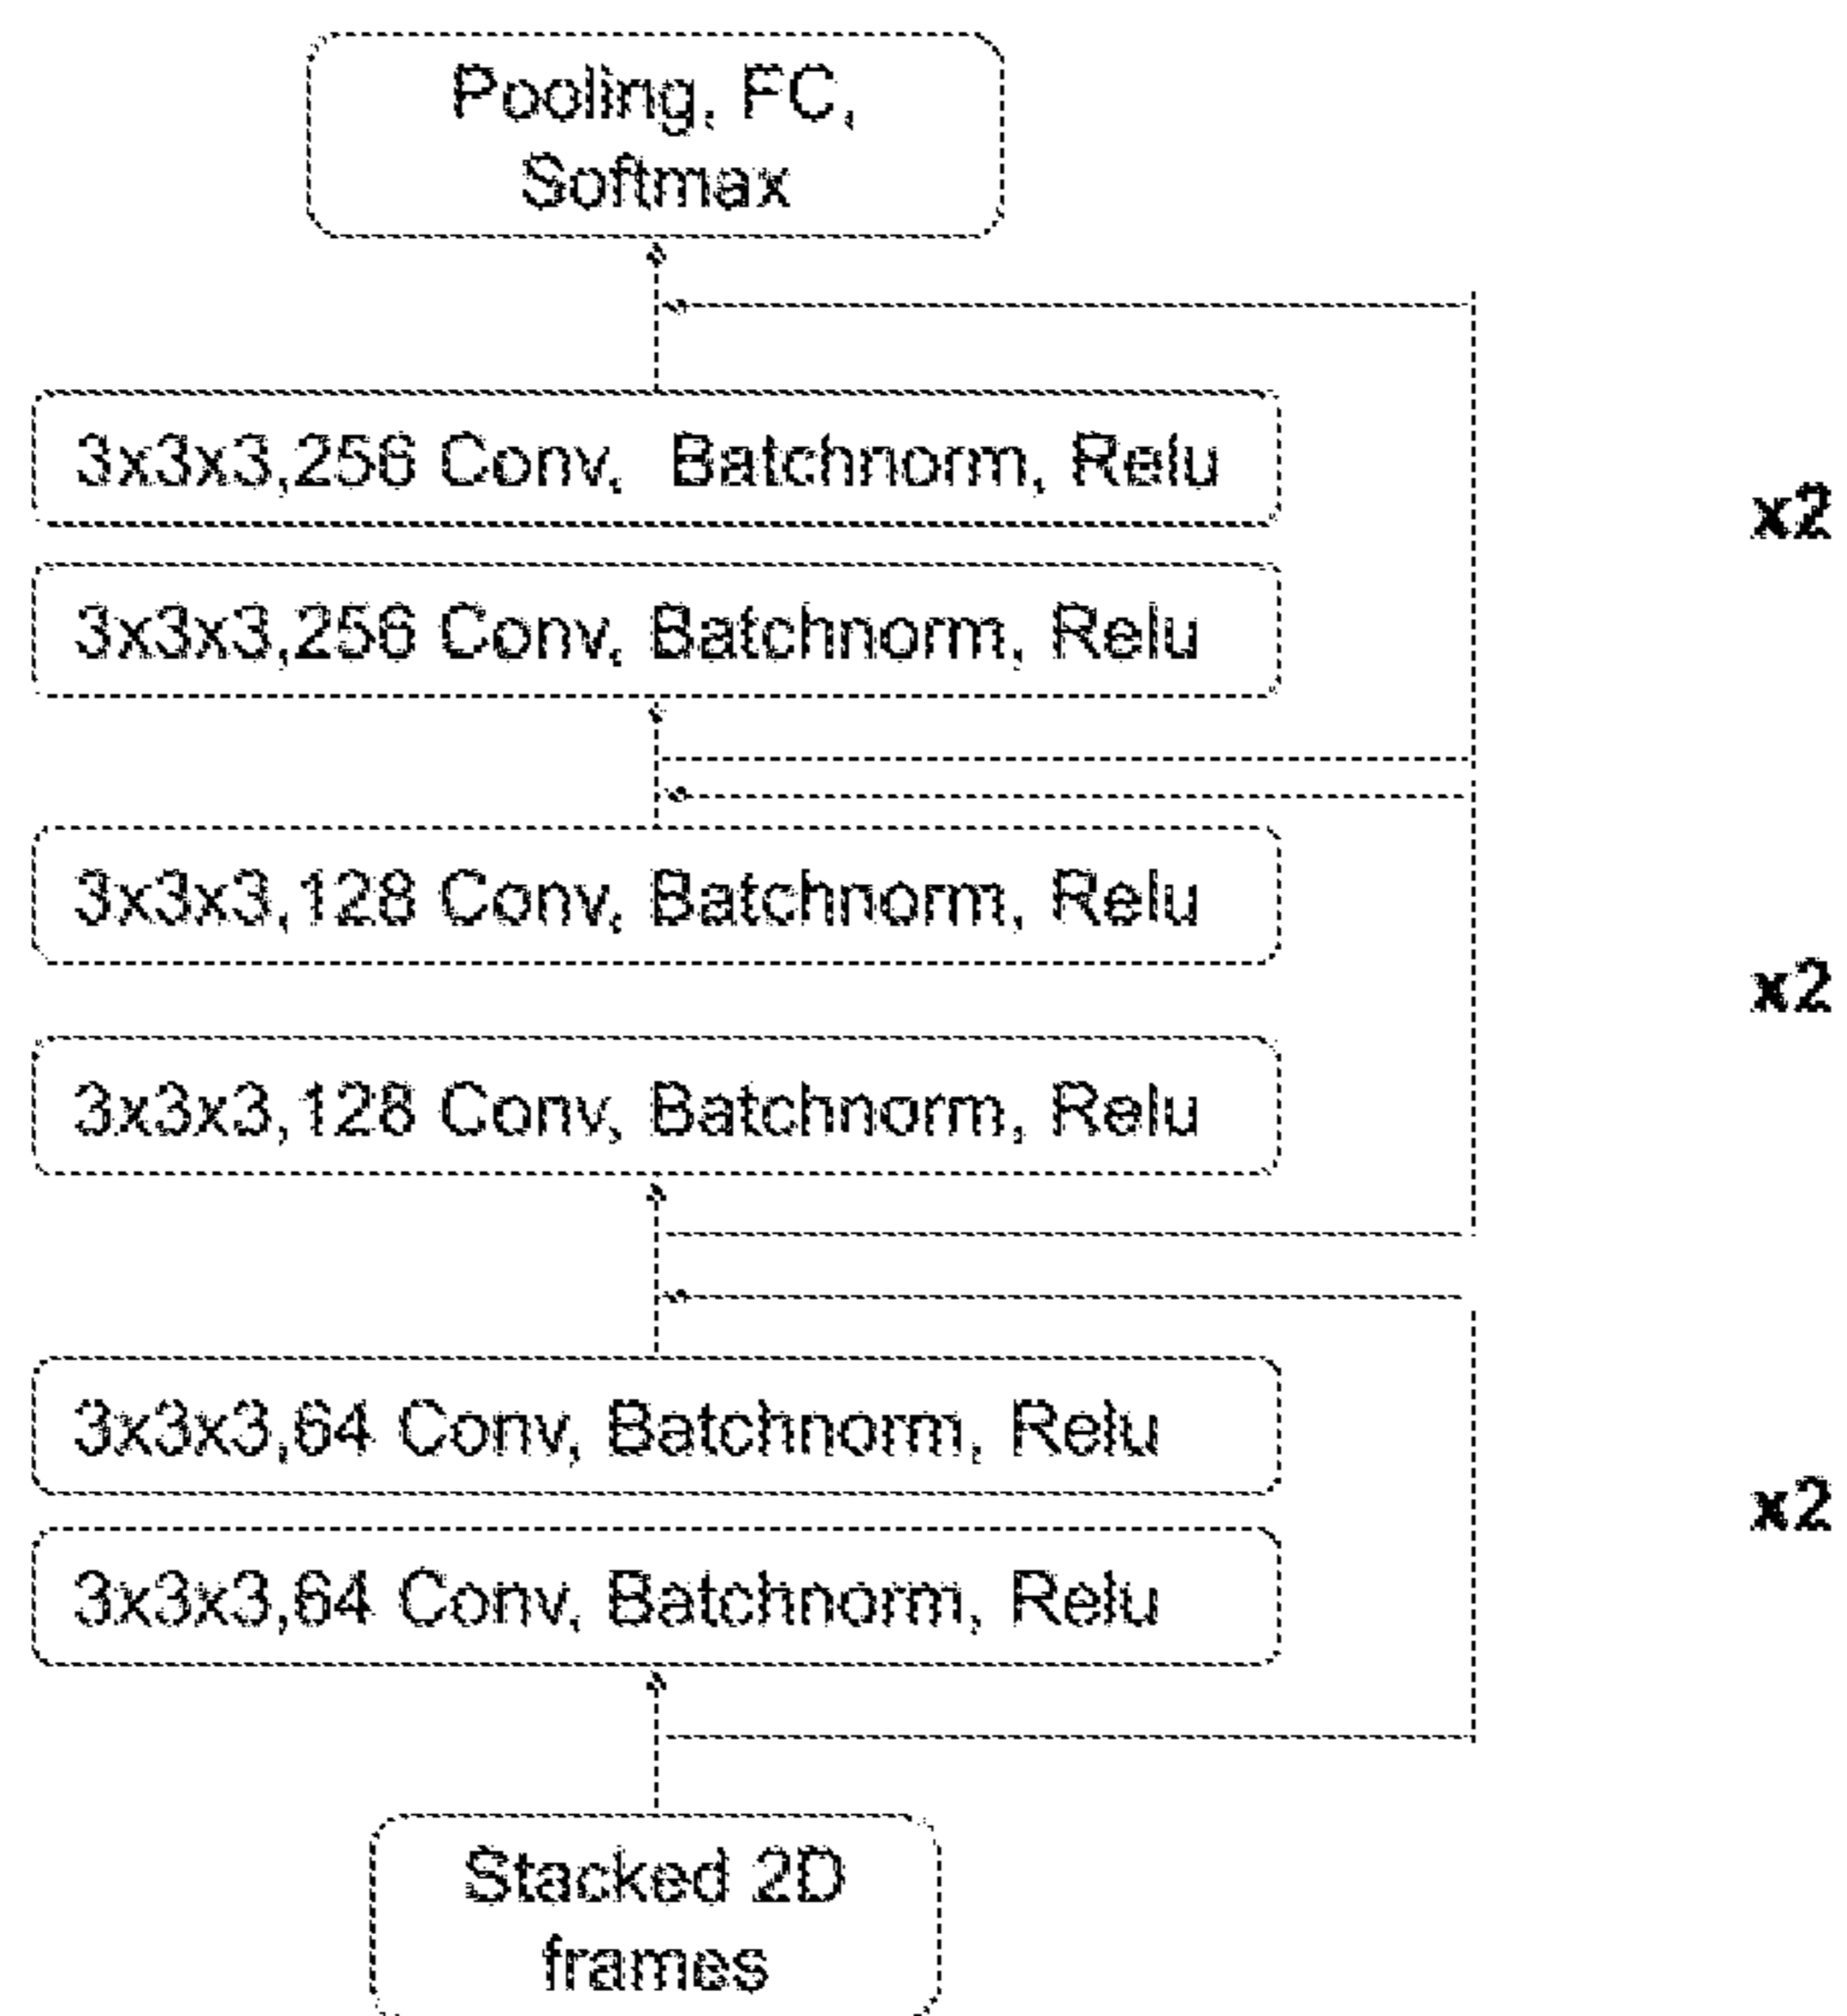 Pooling, FC,
Softmax
3x3x3,256 Conv, Batchnorm, Relu
x2
3x3x3,256 Conv, Batchnorm, Relu
3x3x3,128 Conv, Batchnorm, Relu
x2
3x3x3,128 Conv, Batchnorm, Relu
3x3x3,64 Conv, Batchnorm, Relu
x2
3x3x3,64 Conv, Batchnorm, Relu
Stacked 2D
frames